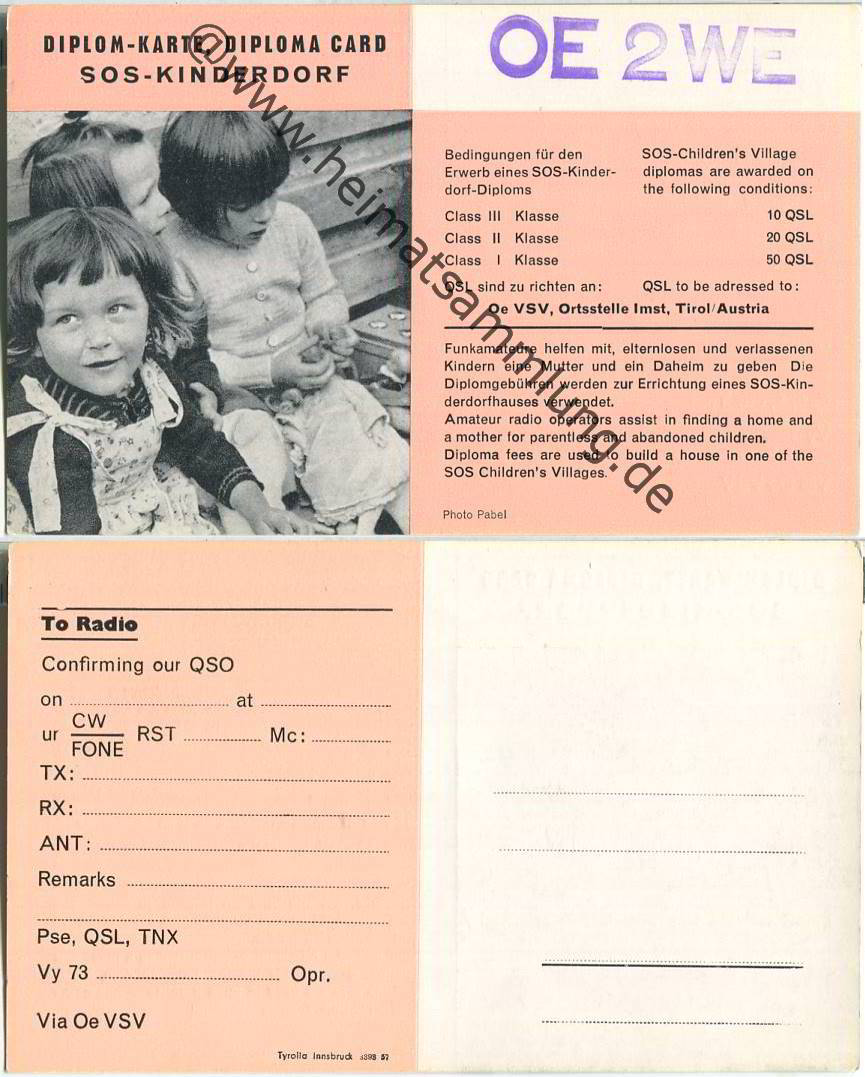 DIPLOM-KARTE, DIPLOMA CARD
SOS-KINDERDORF
OE 2WE
Bedingungen für den
Erwerb eines SOS-Kinder-
dorf-Diploms
SOS-Children's Village
diplomas are awarded on
the following conditions:
Class III Klasse 10 QSL
Class II Klasse 20 QSL
Class I Klasse 50 QSL
QSL sind zu richten an: QSL to be adressed to:
Oe VSV, Ortsstelle Imst, Tirol/Austria
Funkamateure helfen mit, elternlosen und verlassenen
Kindern eine Mutter und ein Daheim zu geben Die
Diplomgebühren werden zur Errichtung eines SOS-Kin-
derdorfhauses verwendet.
Amateur radio operators assist in finding a home and
a mother for parentless and abandoned children.
Diploma fees are used to build a house in one of the
SOS Children's Villages.
Photo Pabel
@www.heimatsammlung.de
To Radio
Confirming our QSO
on at
ur CW RST Mc:
FONE
TX:
RX:
ANT:
Remarks
Pse, QSL, TNX
Vy 73 Opr.
Via Oe VSV
Tyrolia Innsbruck 57